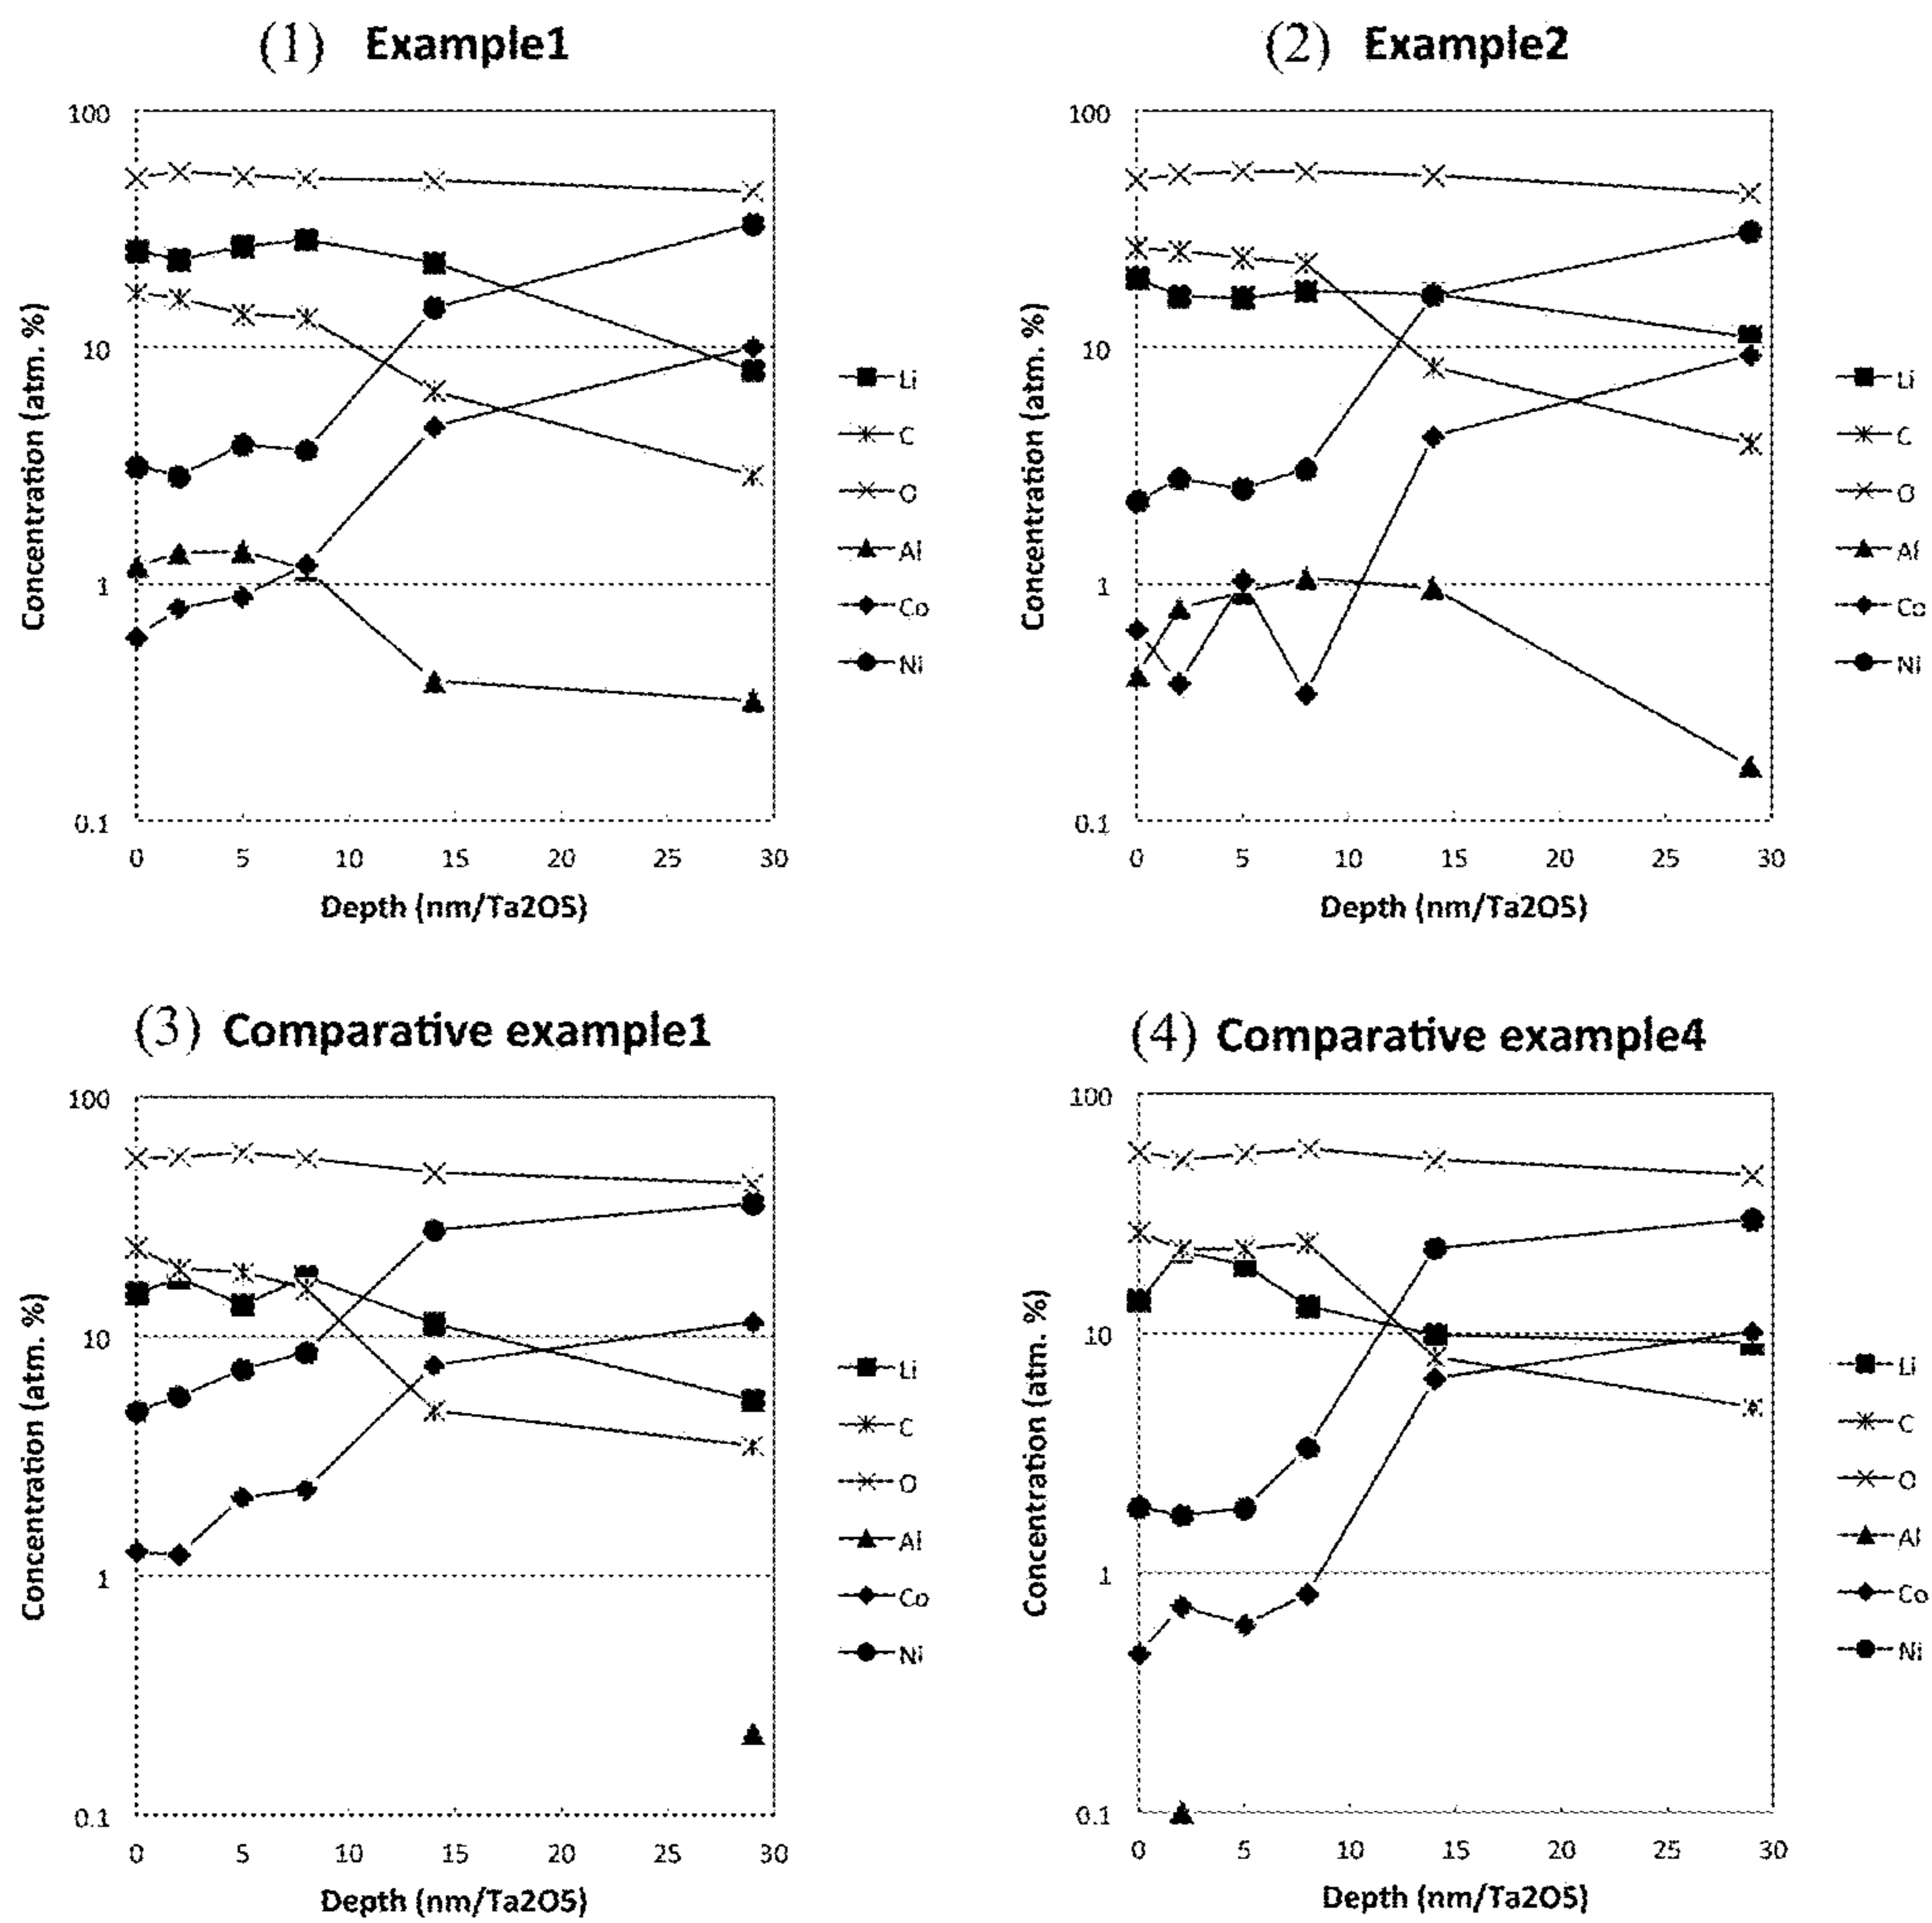 (1) Example1
100
10
1
0.1
0 5 10 15 20 25 30
Concentration (atm. %)
Depth (nm/Ta2O5)
Li
C
O
Al
Co
Ni
(2) Example2
100
10
1
0.1
0 5 10 15 20 25 30
Concentration (atm. %)
Depth (nm/Ta2O5)
Li
C
O
Al
Co
Ni
(3) Comparative example1
100
10
1
0.1
0 5 10 15 20 25 30
Concentration (atm. %)
Depth (nm/Ta2O5)
Li
C
O
Al
Co
Ni
(4) Comparative example4
100
10
1
0.1
0 5 10 15 20 25 30
Concentration (atm. %)
Depth (nm/Ta2O5)
Li
C
O
Al
Co
Ni